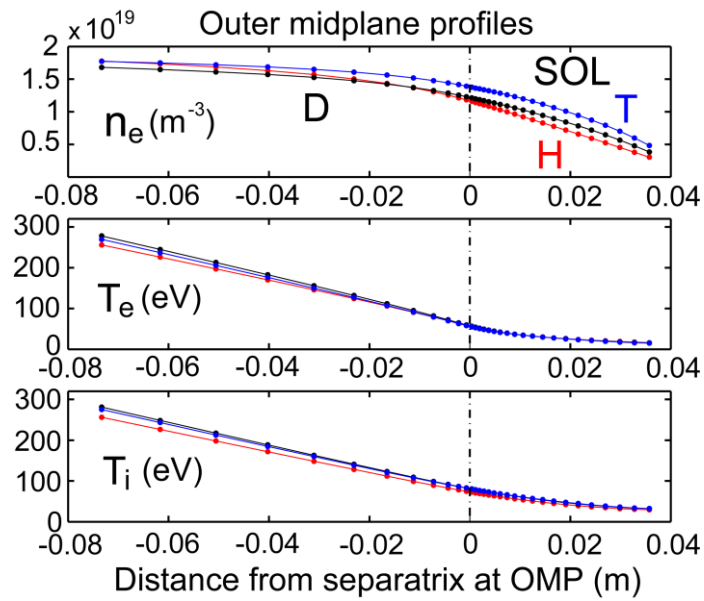 Outer midplane profiles
x 10^19
2
1.5
1
0.5
n_e (m^-3)
D
SOL
T
H
-0.08 -0.06 -0.04 -0.02 0 0.02 0.04
300
200
100
0
T_e (eV)
-0.08 -0.06 -0.04 -0.02 0 0.02 0.04
300
200
100
0
T_i (eV)
-0.08 -0.06 -0.04 -0.02 0 0.02 0.04
Distance from separatrix at OMP (m)